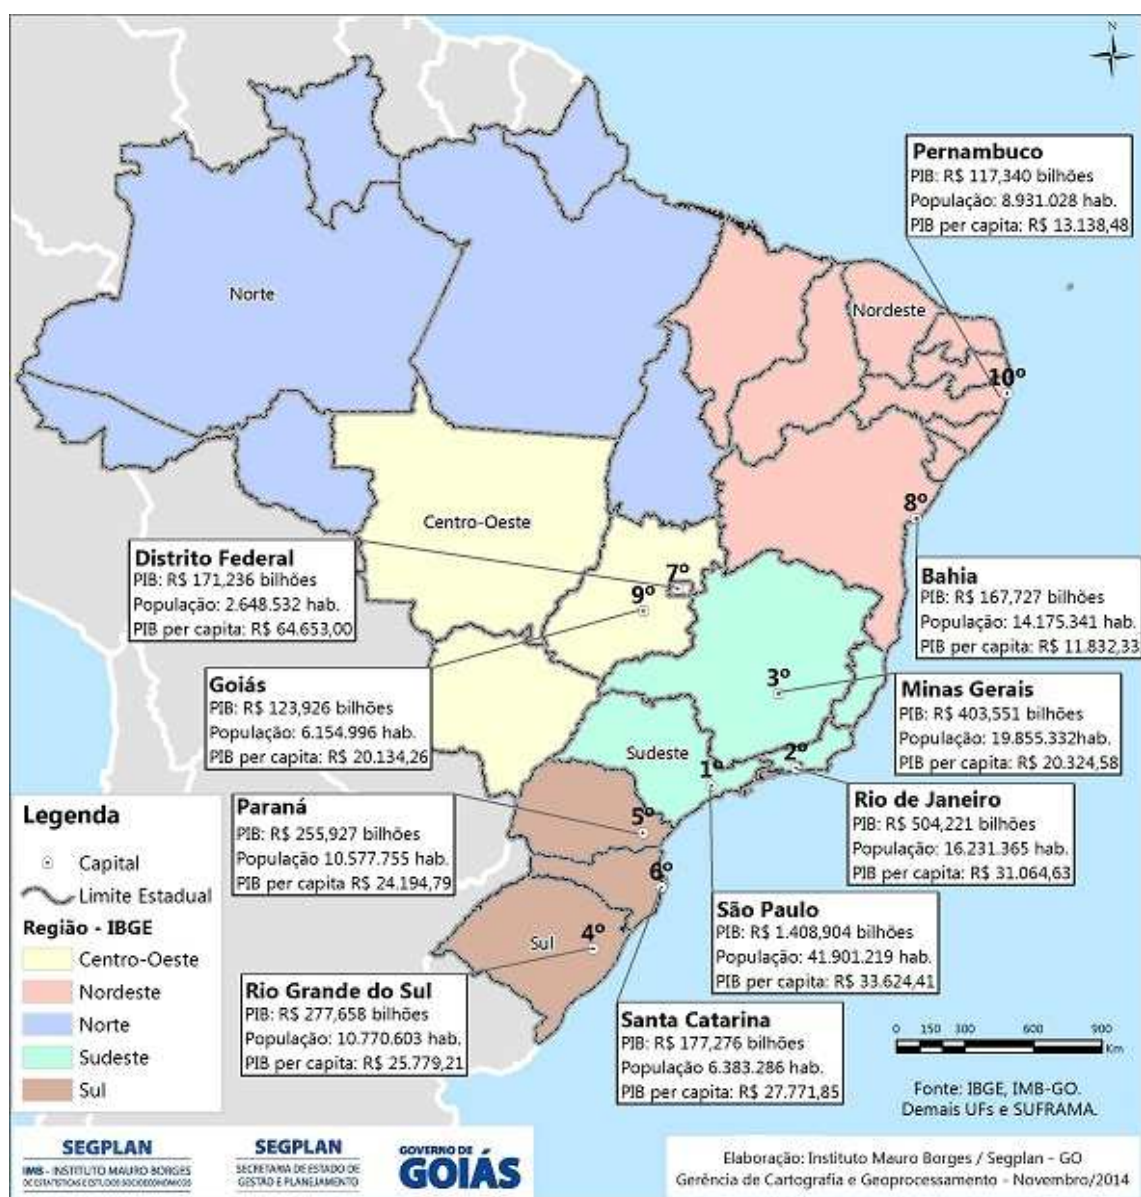 N
Pernambuco
PIB: R$ 117,340 bilhões
População: 8.931.028 hab.
PIB per capita: R$ 13.138,48
Norte
Nordeste
10º
8º
Centro-Oeste
Distrito Federal
PIB: R$ 171,236 bilhões
População: 2.648.532 hab.
PIB per capita: R$ 64.653,00
7º
9º
Bahia
PIB: R$ 167,727 bilhões
População: 14.175.341 hab.
PIB per capita: R$ 11.832,33
Goiás
PIB: R$ 123,926 bilhões
População: 6.154.996 hab.
PIB per capita: R$ 20.134,26
3º
Minas Gerais
PIB: R$ 403,551 bilhões
População: 19.855.332hab.
PIB per capita: R$ 20.324,58
Sudeste
1º
2º
Rio de Janeiro
PIB: R$ 504,221 bilhões
População: 16.231.365 hab.
PIB per capita: R$ 31.064,63
Paraná
PIB: R$ 255,927 bilhões
População 10.577.755 hab.
PIB per capita R$ 24.194,79
5º
6º
São Paulo
PIB: R$ 1.408,904 bilhões
População: 41.901.219 hab.
PIB per capita: R$ 33.624,41
Sul
4º
Rio Grande do Sul
PIB: R$ 277,658 bilhões
População: 10.770.603 hab.
PIB per capita: R$ 25.779,21
Santa Catarina
PIB: R$ 177,276 bilhões
População 6.383.286 hab.
PIB per capita: R$ 27.771,85
Legenda
Capital
Limite Estadual
Região - IBGE
Centro-Oeste
Nordeste
Norte
Sudeste
Sul
0 150 300 600 900
Km
Fonte: IBGE, IMB-GO.
Demais UFs e SUFRAMA.
SEGPLAN
IMB - INSTITUTO MAURO BORGES
DE ESTATÍSTICAS E ESTUDOS SOCIOECONÔMICOS
SEGPLAN
SECRETARIA DE ESTADO DE
GESTÃO E PLANEJAMENTO
GOVERNO DE
GOIÁS
Elaboração: Instituto Mauro Borges / Segplan - GO
Gerência de Cartografia e Geoprocessamento - Novembro/2014